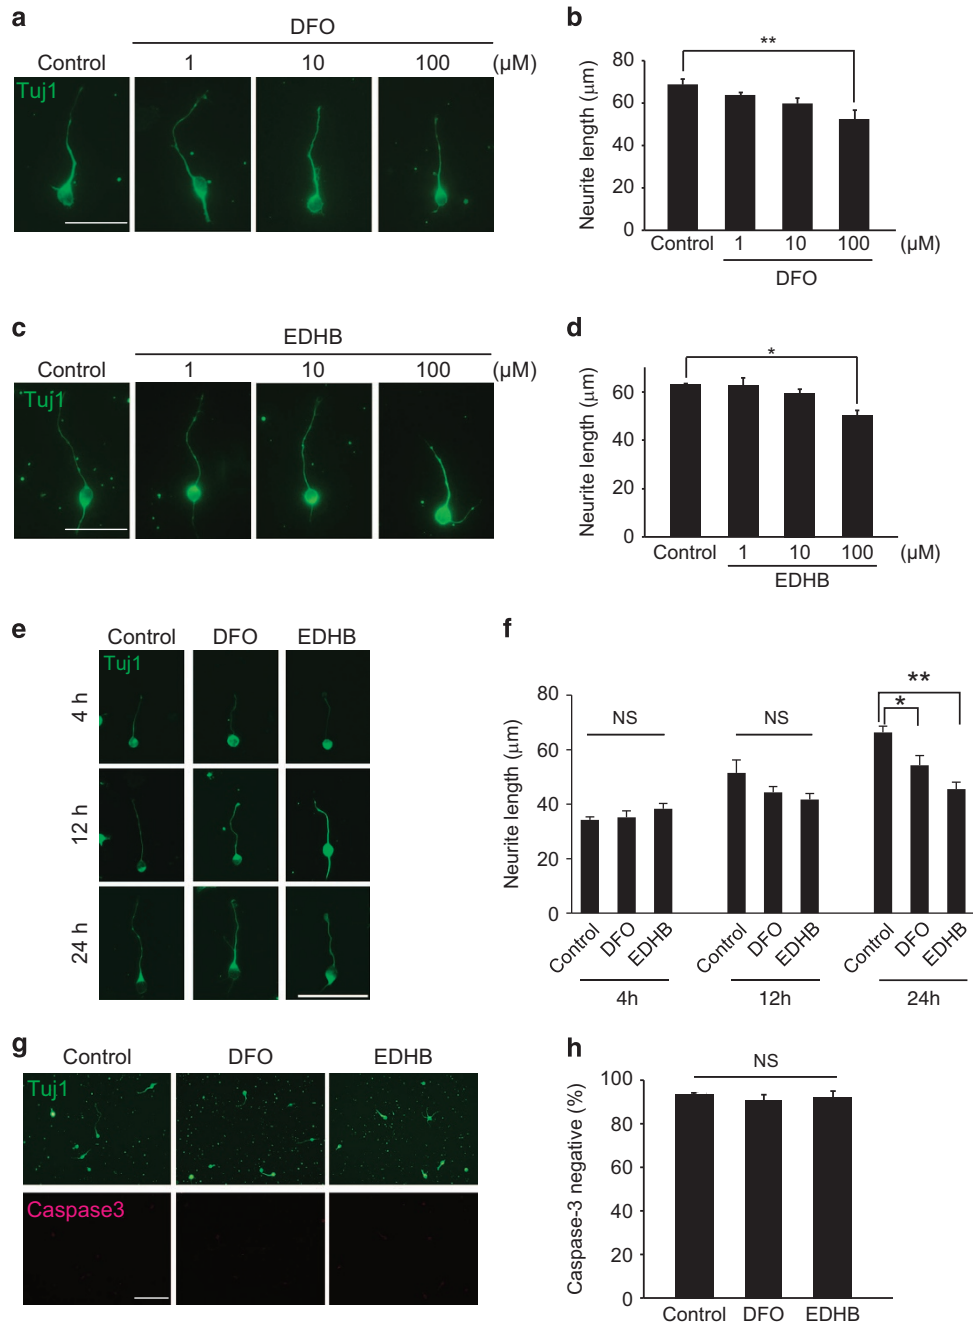 a
DFO
Control 1 10 100 (μM)
Tuj1
b
**
Neurite length (μm)
80
60
40
20
0
Control 1 10 100 (μM)
DFO
c
EDHB
Control 1 10 100 (μM)
Tuj1
d
*
Neurite length (μm)
60
40
20
0
Control 1 10 100 (μM)
EDHB
e
Control DFO EDHB
Tuj1
4 h
12 h
24 h
f
Neurite length (μm)
80
60
40
20
0
NS NS ** *
Control DFO EDHB Control DFO EDHB Control DFO EDHB
4h 12h 24h
g
Control DFO EDHB
Tuj1
Caspase3
h
NS
Caspase-3 negative (%)
100
80
60
40
20
0
Control DFO EDHB